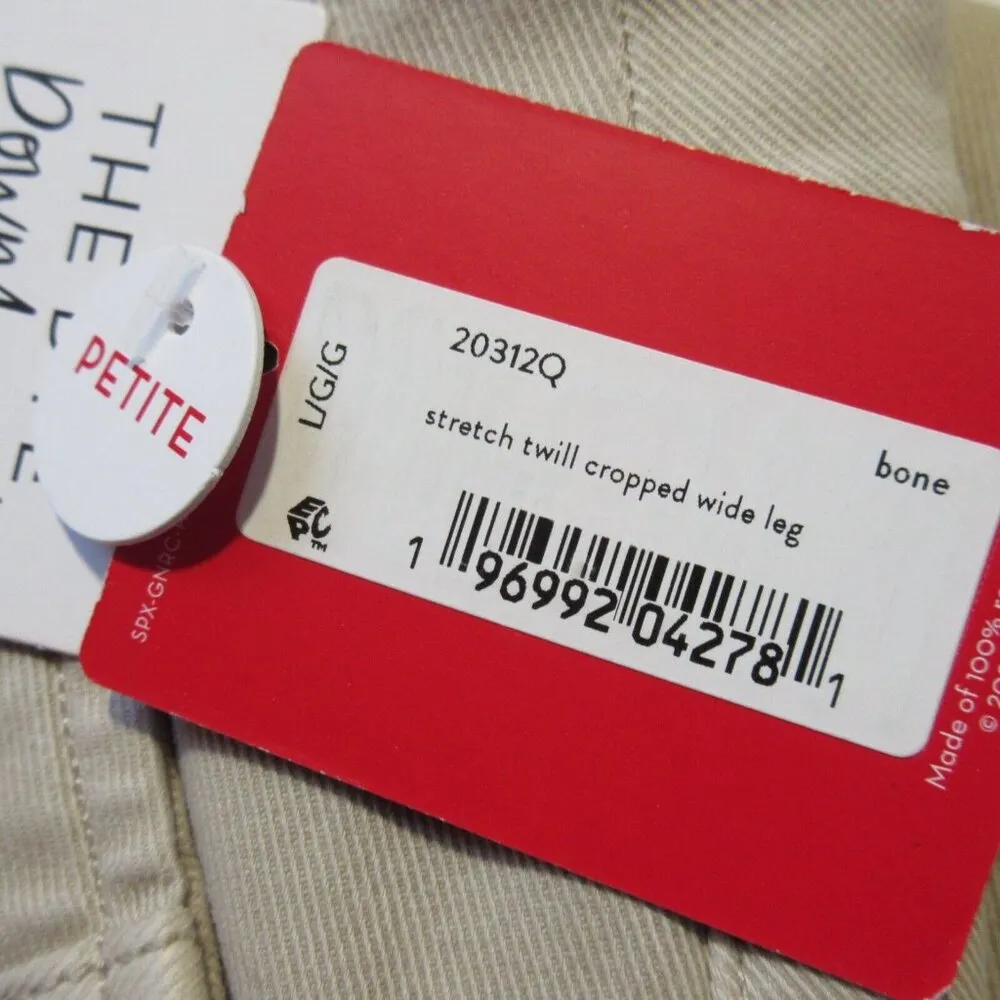 THE
PETITE
L/G/G
20312Q
stretch twill cropped wide leg
bone
EPC
TM
1 96992 04278 1
SPX-GNRC-
Made of 100%
©